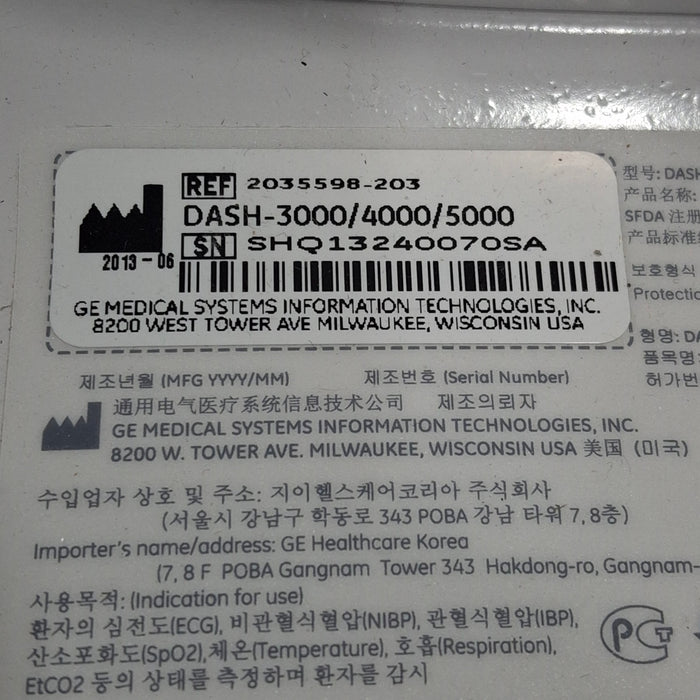 REF 2035598-203
DASH-3000/4000/5000
SN SHQ13240070SA
2013-06
GE MEDICAL SYSTEMS INFORMATION TECHNOLOGIES, INC.
8200 WEST TOWER AVE MILWAUKEE, WISCONSIN USA
型号: DASH
产品名称:
SFDA 注册
产品标准
보호형식
Protectio
형명: DA
품목명:
허가번
제조년월 (MFG YYYY/MM) 제조번호 (Serial Number)
通用电气医疗系统信息技术公司 제조의뢰자
GE MEDICAL SYSTEMS INFORMATION TECHNOLOGIES, INC.
8200 W. TOWER AVE. MILWAUKEE, WISCONSIN USA 美国 (미국)
수입업자 상호 및 주소: 지이헬스케어코리아 주식회사
(서울시 강남구 학동로 343 POBA 강남 타워 7, 8층)
Importer's name/address: GE Healthcare Korea
(7, 8 F POBA Gangnam Tower 343 Hakdong-ro, Gangnam-
사용목적: (Indication for use)
환자의 심전도(ECG), 비관혈식혈압(NIBP), 관혈식혈압(IBP),
산소포화도(SpO2),체온(Temperature), 호흡(Respiration),
EtCO2 등의 상태를 측정하며 환자를 감시